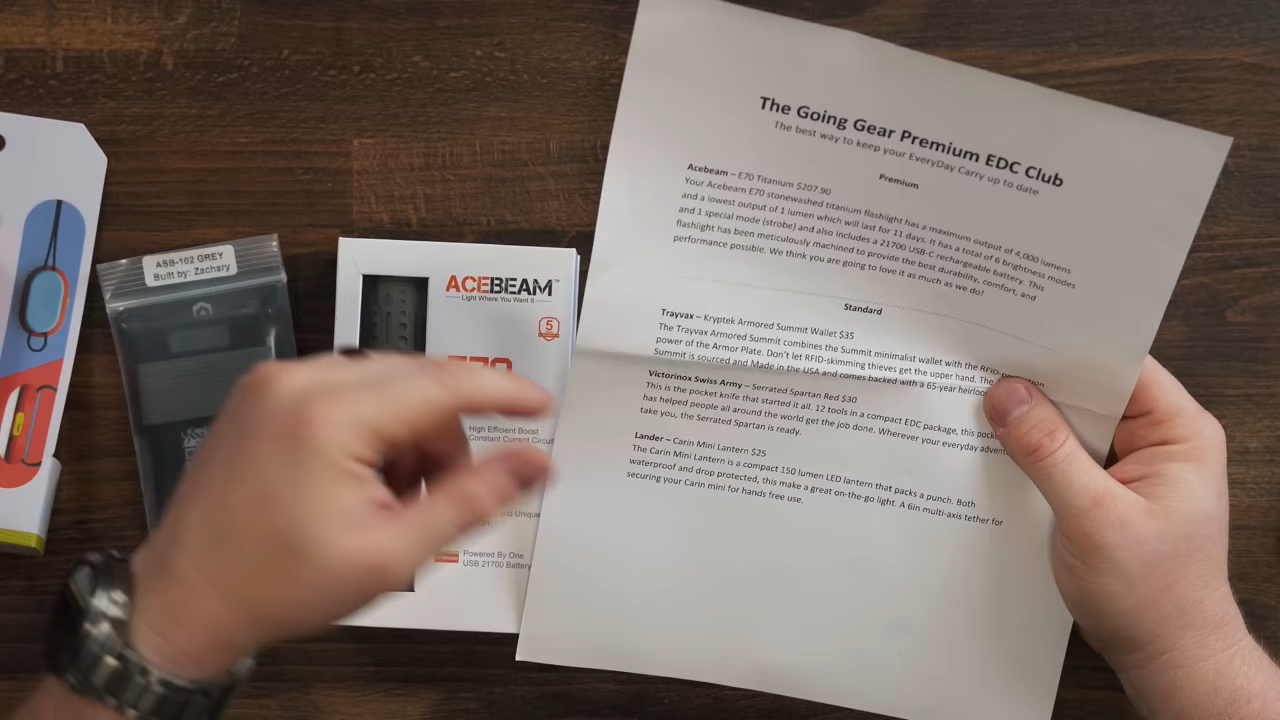 The Going Gear Premium EDC Club
The best way to keep your EveryDay Carry up to date
Premium
Acebeam – E70 Titanium $207.90
Your Acebeam E70 stonewashed titanium flashlight has a maximum output of 4,000 lumens
and a lowest output of 1 lumen which will last for 11 days. It has a total of 6 brightness modes
and 1 special mode (strobe) and also includes a 21700 USB-C rechargeable battery. This
flashlight has been meticulously machined to provide the best durability, comfort, and
performance possible. We think you are going to love it as much as we do!
Standard
Trayvax – Kryptek Armored Summit Wallet $35
The Trayvax Armored Summit combines the Summit minimalist wallet with the RFID-protection
power of the Armor Plate. Don't let RFID-skimming thieves get the upper hand. The
Summit is sourced and Made in the USA and comes backed with a 65-year heirloom
Victorinox Swiss Army – Serrated Spartan Red $30
This is the pocket knife that started it all. 12 tools in a compact EDC package, this pocket
has helped people all around the world get the job done. Wherever your everyday
take you, the Serrated Spartan is ready.
Lander – Carin Mini Lantern $25
The Carin Mini Lantern is a compact 150 lumen LED lantern that packs a punch. Both
waterproof and drop protected, this make a great on-the-go light. A 6in multi-axis tether for
securing your Carin mini for hands free use.
ASB-102 GREY
Built by: Zachary
ACEBEAM™
Light Where You Want It
5
E70
High Efficient Boost
Constant Current Circuit
and Unique
Powered By One
USB 21700 Battery